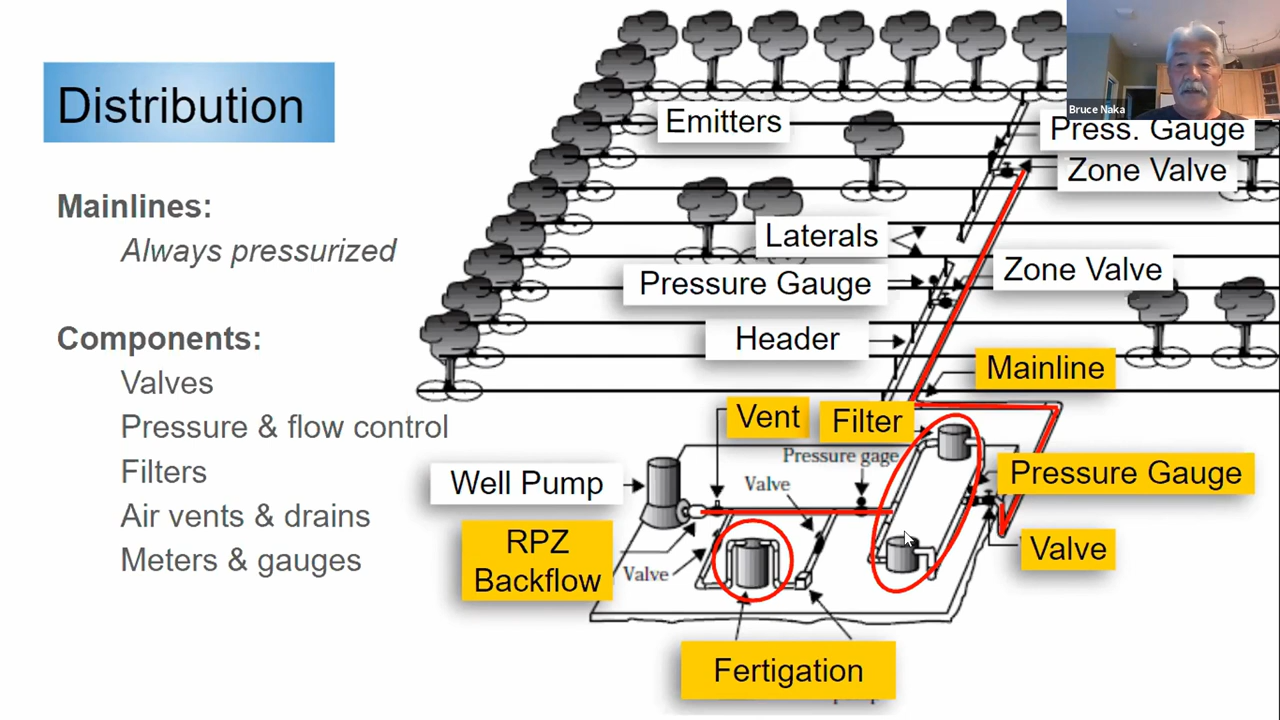 Distribution
Mainlines:
Always pressurized
Components:
Valves
Pressure & flow control
Filters
Air vents & drains
Meters & gauges
Bruce Naka
Emitters
Press. Gauge
Zone Valve
Laterals
Zone Valve
Pressure Gauge
Header
Mainline
Vent
Filter
Pressure gage
Pressure Gauge
Well Pump
Valve
RPZ
Backflow
Valve
Valve
Fertigation